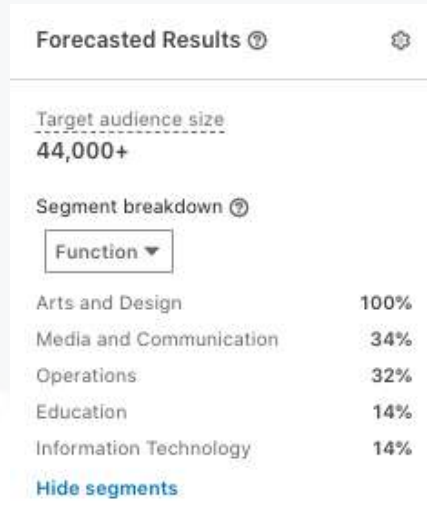 Forecasted Results
Target audience size
44,000+
Segment breakdown
Function
Arts and Design 100%
Media and Communication 34%
Operations 32%
Education 14%
Information Technology 14%
Hide segments